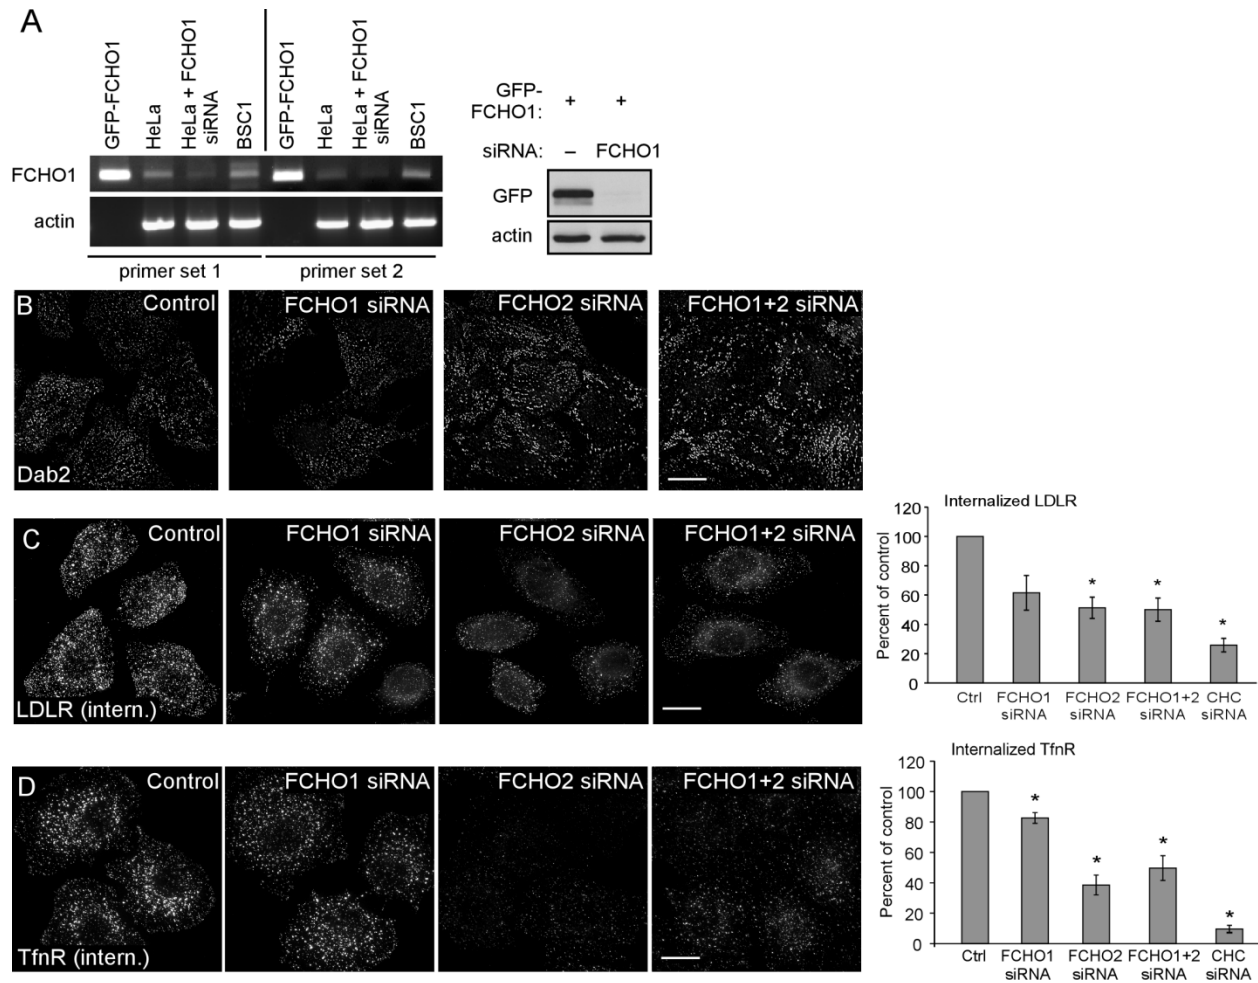 A
GFP-FCHO1
HeLa
HeLa + FCHO1
siRNA
BSC1
GFP-FCHO1
HeLa
HeLa + FCHO1
siRNA
BSC1
FCHO1
actin
primer set 1
primer set 2
GFP-
FCHO1:
+
+
siRNA:
–
FCHO1
GFP
actin
B
Control
FCHO1 siRNA
FCHO2 siRNA
FCHO1+2 siRNA
Dab2
C
Control
FCHO1 siRNA
FCHO2 siRNA
FCHO1+2 siRNA
LDLR (intern.)
Internalized LDLR
Percent of control
120
100
80
60
40
20
0
*
*
*
Ctrl
FCHO1
siRNA
FCHO2
siRNA
FCHO1+2
siRNA
CHC
siRNA
D
Control
FCHO1 siRNA
FCHO2 siRNA
FCHO1+2 siRNA
TfnR (intern.)
Internalized TfnR
Percent of control
120
100
80
60
40
20
0
*
*
*
*
Ctrl
FCHO1
siRNA
FCHO2
siRNA
FCHO1+2
siRNA
CHC
siRNA